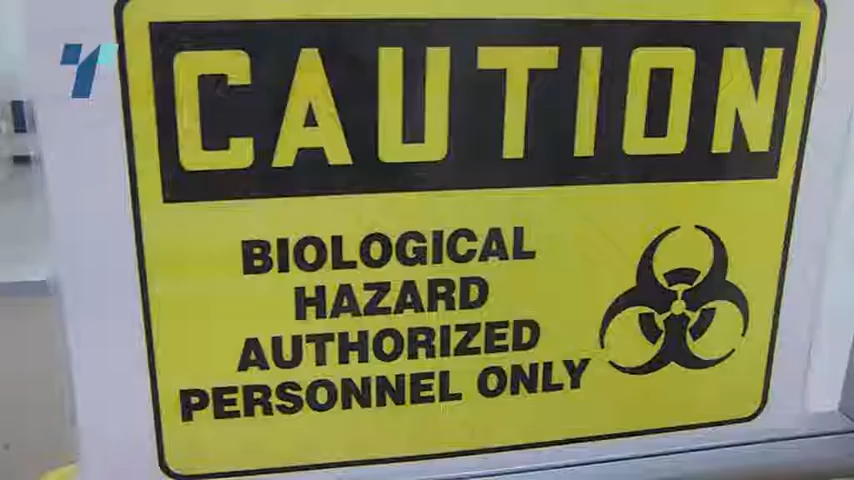 CAUTION
BIOLOGICAL
HAZARD
AUTHORIZED
PERSONNEL ONLY